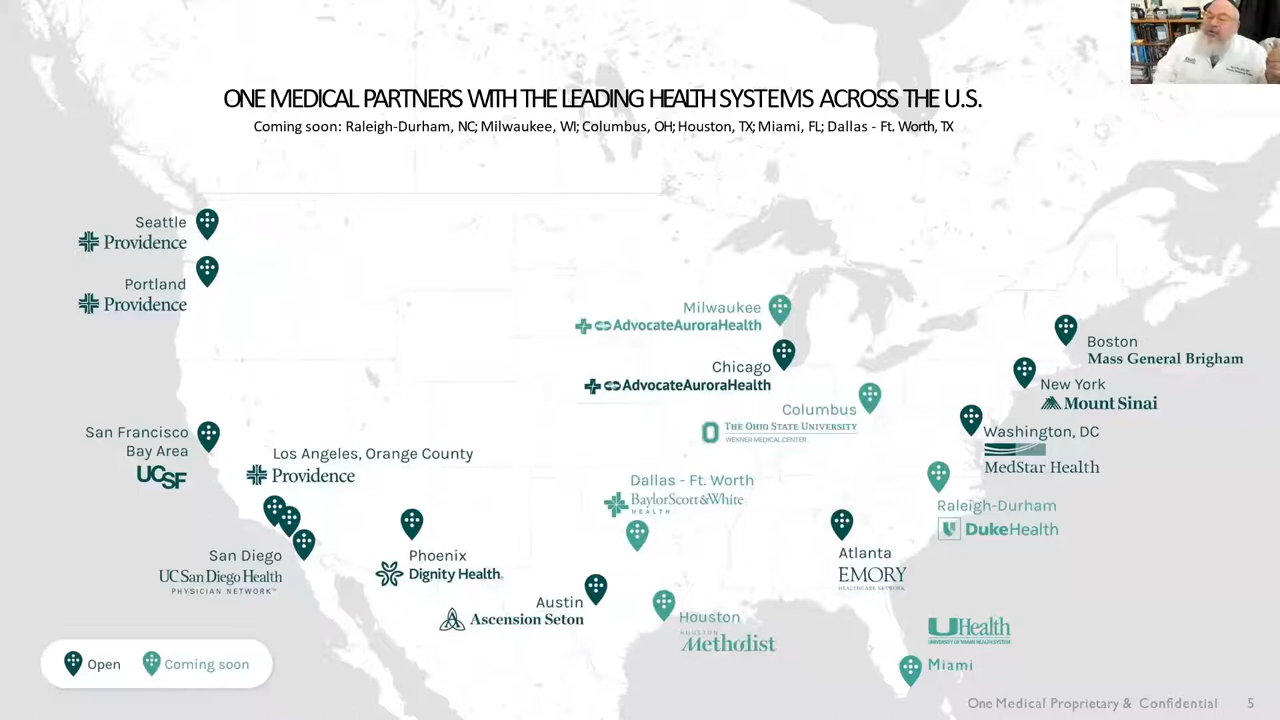 ONE MEDICAL PARTNERS WITH THE LEADING HEALTH SYSTEMS ACROSS THE U.S.
Coming soon: Raleigh-Durham, NC; Milwaukee, WI; Columbus, OH; Houston, TX; Miami, FL; Dallas - Ft. Worth, TX
Seattle
Providence
Portland
Providence
Milwaukee
AdvocateAuroraHealth
Chicago
AdvocateAuroraHealth
Boston
Mass General Brigham
New York
Mount Sinai
Columbus
THE OHIO STATE UNIVERSITY
WEXNER MEDICAL CENTER
Washington, DC
MedStar Health
San Francisco
Bay Area
UCSF
Los Angeles, Orange County
Providence
Dallas - Ft. Worth
BaylorScott&White
HEALTH
Raleigh-Durham
DukeHealth
San Diego
UC San Diego Health
PHYSICIAN NETWORK™
Phoenix
Dignity Health.
Atlanta
EMORY
HEALTHCARE NETWORK
Austin
Ascension Seton
Houston
HOUSTON
Methodist
UHealth
UNIVERSITY OF MIAMI HEALTH SYSTEM
Miami
Open
Coming soon
One Medical Proprietary & Confidential
5